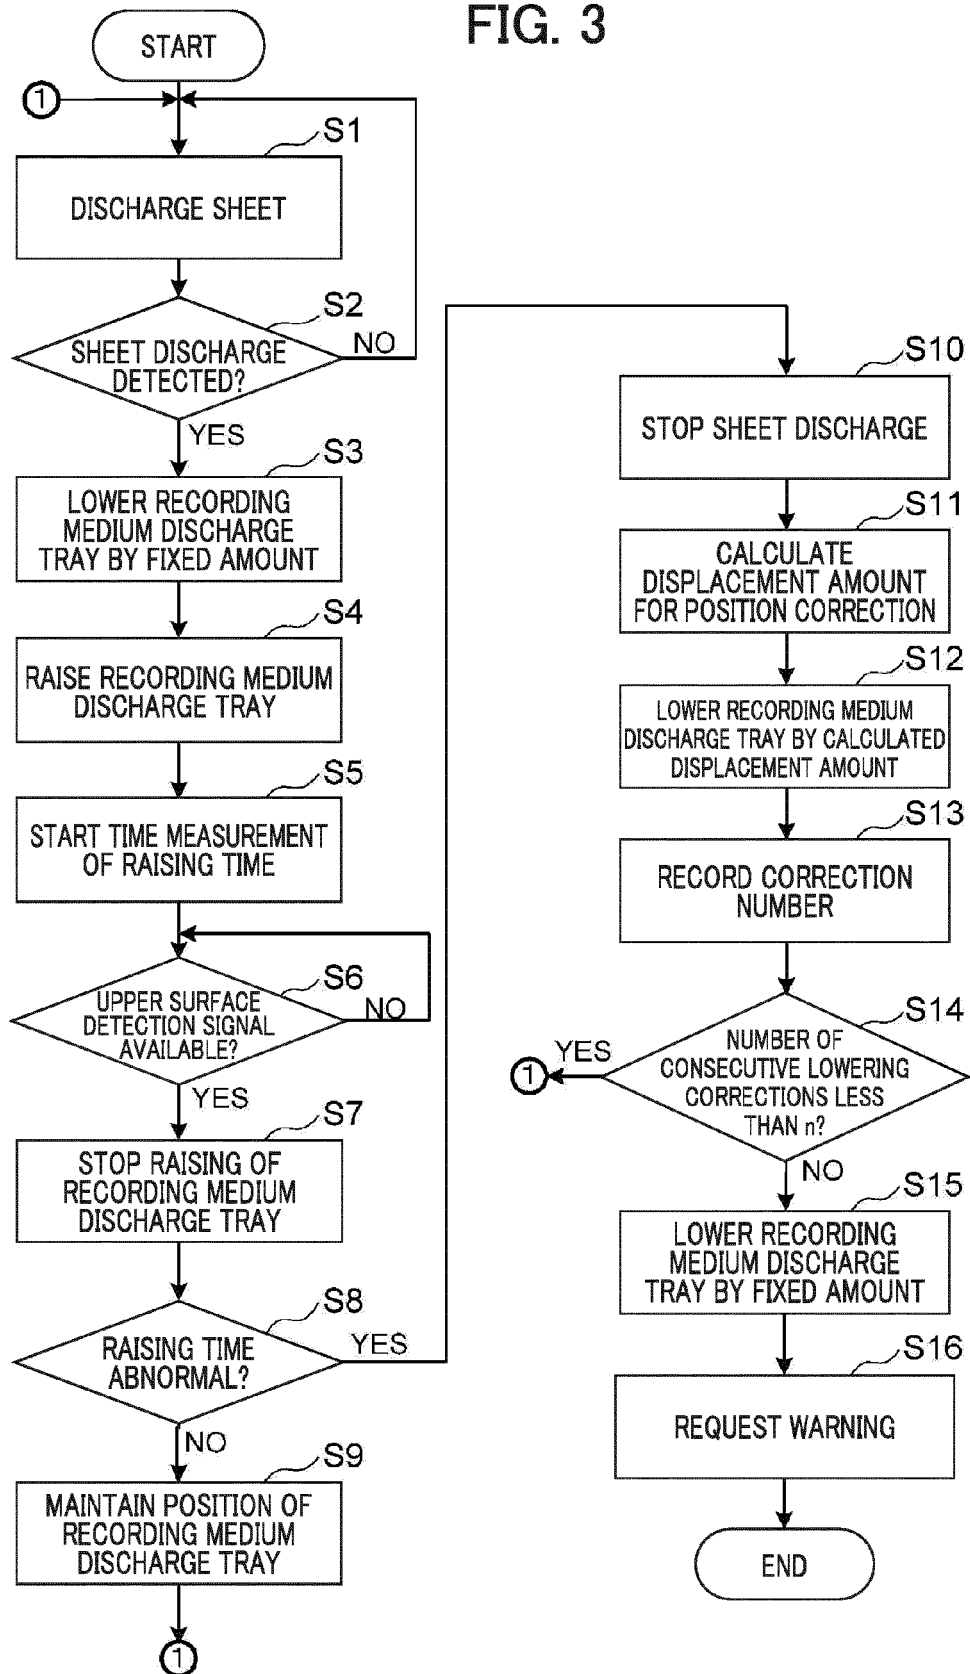 FIG. 3
START
1
S1
DISCHARGE SHEET
S2
SHEET DISCHARGE
DETECTED?
NO
YES
S3
LOWER RECORDING
MEDIUM DISCHARGE
TRAY BY FIXED AMOUNT
S4
RAISE RECORDING MEDIUM
DISCHARGE TRAY
S5
START TIME MEASUREMENT
OF RAISING TIME
S6
UPPER SURFACE
DETECTION SIGNAL
AVAILABLE?
NO
YES
S7
STOP RAISING OF
RECORDING MEDIUM
DISCHARGE TRAY
S8
RAISING TIME
ABNORMAL?
YES
NO
S9
MAINTAIN POSITION OF
RECORDING MEDIUM
DISCHARGE TRAY
1
S10
STOP SHEET DISCHARGE
S11
CALCULATE
DISPLACEMENT AMOUNT
FOR POSITION CORRECTION
S12
LOWER RECORDING MEDIUM
DISCHARGE TRAY BY CALCULATED
DISPLACEMENT AMOUNT
S13
RECORD CORRECTION
NUMBER
S14
NUMBER OF
CONSECUTIVE LOWERING
CORRECTIONS LESS
THAN n?
YES
1
NO
S15
LOWER RECORDING
MEDIUM DISCHARGE
TRAY BY FIXED AMOUNT
S16
REQUEST WARNING
END